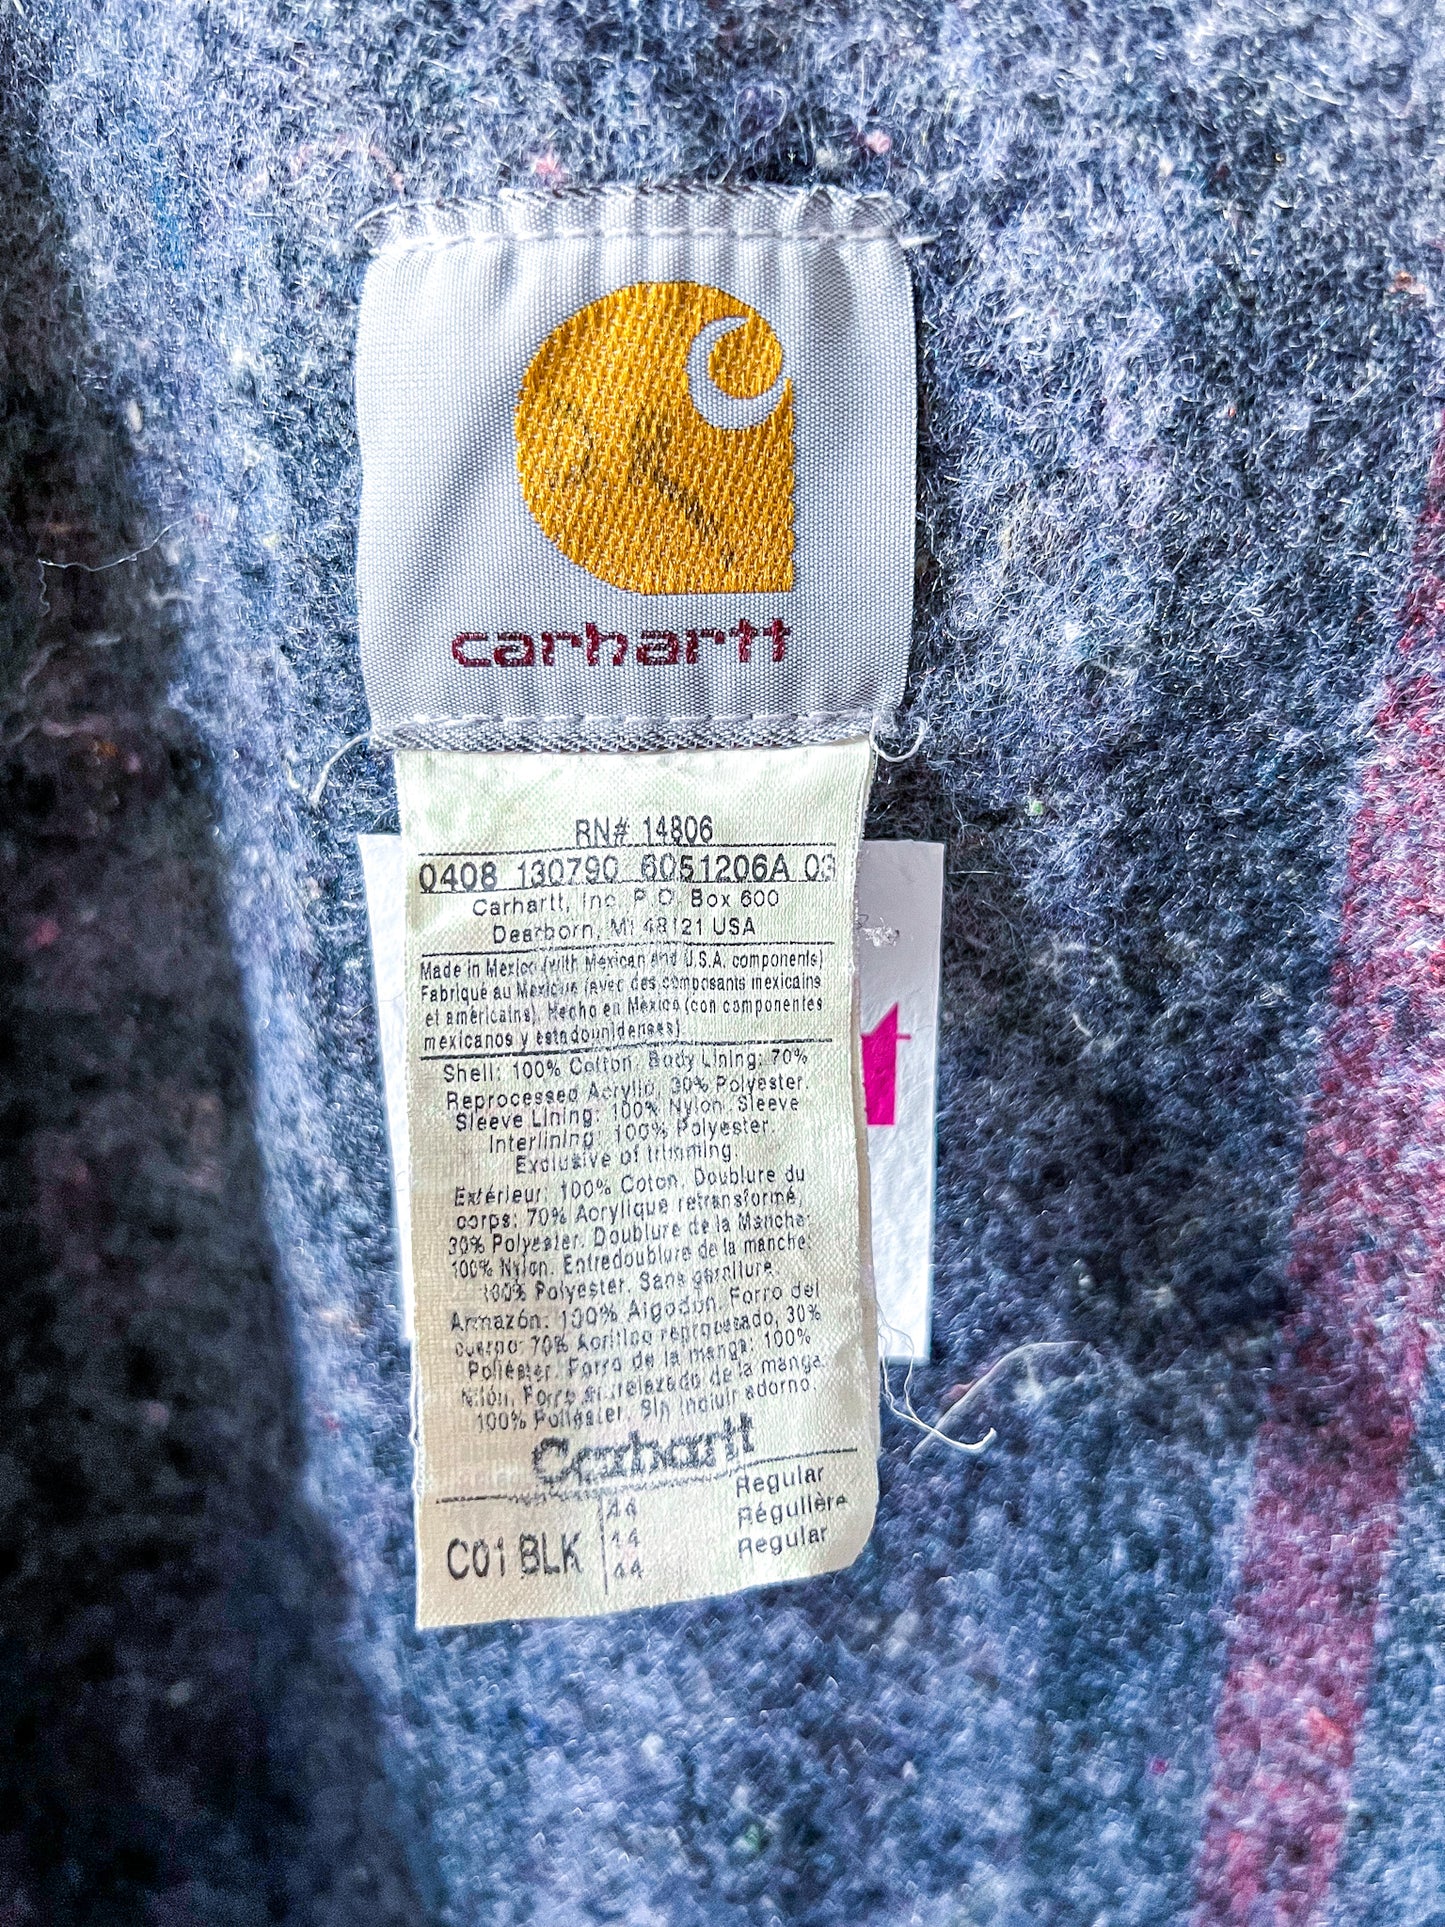 carhartt
RN# 14806
0408 130790 6051206A 03
Carhartt, Inc. P.O. Box 600
Dearborn, MI 48121 USA
Made in Mexico (with Mexican and U.S.A. components)
Fabriqué au Mexique (avec des composants mexicains
et américains). Hecho en México (con componentes
mexicanos y estadounidenses)
Shell: 100% Cotton. Body Lining: 70%
Reprocessed Acrylic, 30% Polyester.
Sleeve Lining: 100% Nylon. Sleeve
Interlining: 100% Polyester.
Exclusive of trimming.
Extérieur: 100% Coton. Doublure du
corps: 70% Acrylique retransformé,
30% Polyester. Doublure de la Manche:
100% Nylon. Entredoublure de la manche:
100% Polyester. Sans garniture.
Armazón: 100% Algodón. Forro del
cuerpo: 70% Acrílico reprocesado, 30%
Poliéster. Forro de la manga: 100%
Nilón. Forro de la manga:
100% Poliéster. Sin incluir adorno.
Carhartt
44 Regular
C01 BLK 44 Régulière
44 Regular
t